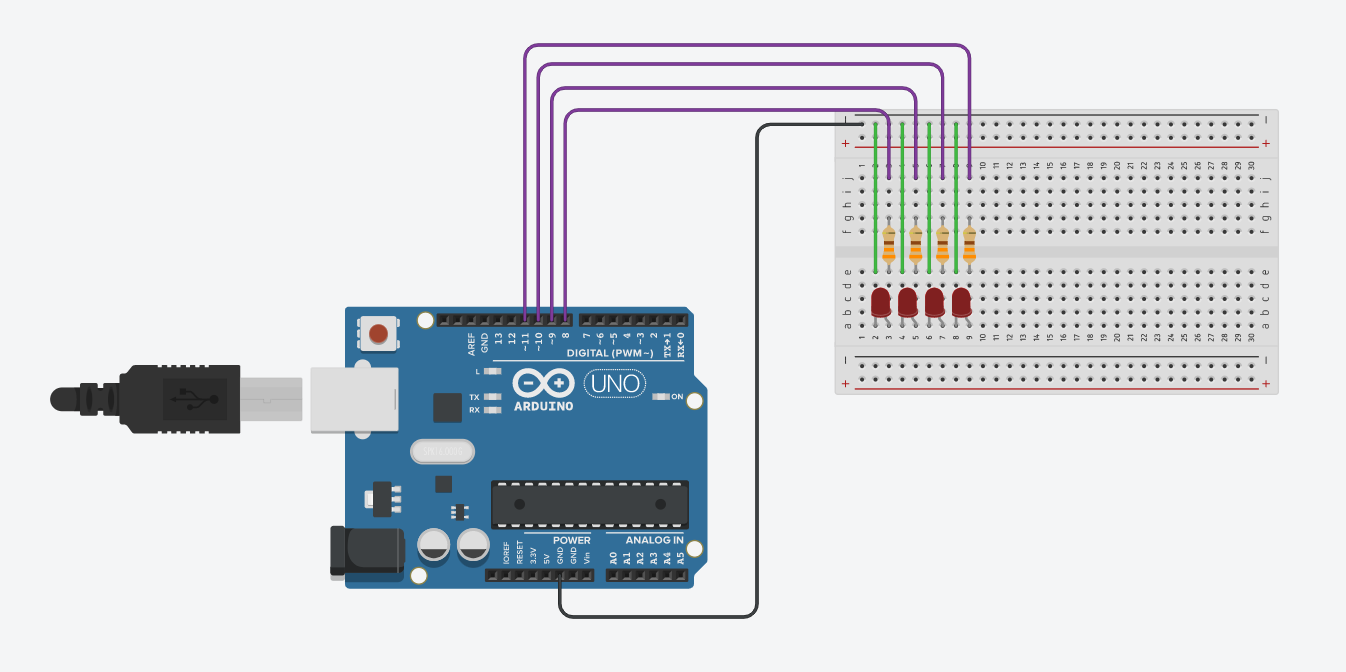 − −
+ +
1 2 3 4 5 6 7 8 9 10 11 12 13 14 15 16 17 18 19 20 21 22 23 24 25 26 27 28 29 30
j j
i i
h h
g g
f f
e e
d d
c c
b b
a a
1 2 3 4 5 6 7 8 9 10 11 12 13 14 15 16 17 18 19 20 21 22 23 24 25 26 27 28 29 30
− −
+ +
AREF GND 13 12 ~11 ~10 ~9 8 7 ~6 ~5 4 ~3 2 TX→1 RX←0
DIGITAL (PWM~)
L
TX
RX
ARDUINO
UNO
ON
POWER
ANALOG IN
IOREF RESET 3.3V 5V GND GND Vin A0 A1 A2 A3 A4 A5